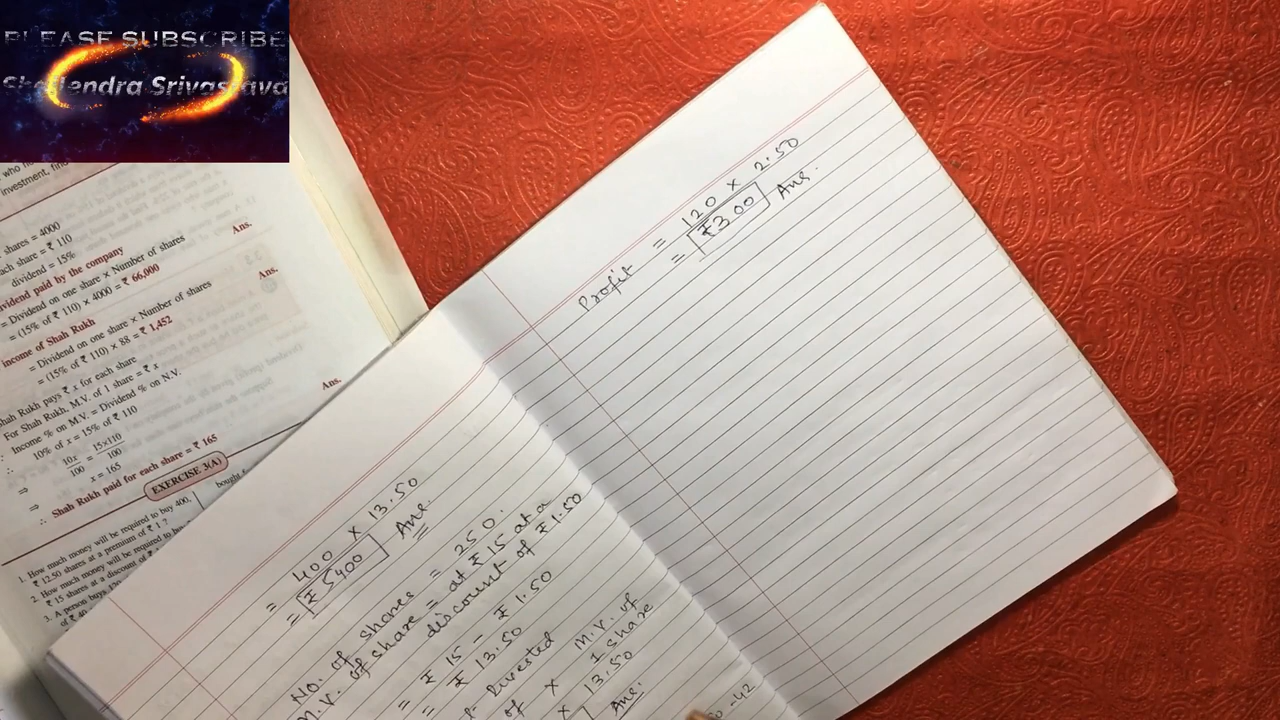 PLEASE SUBSCRIBE
Shailendra Srivastava
who
investment,
shares = 4000
each share = ₹ 110
dividend = 15%
dividend paid by the company
Ans.
= Dividend on one share × Number of shares
= (15% of ₹ 110) × 4000 = ₹ 66,000
income of Shah Rukh
Ans.
= Dividend on one share × Number of shares
= (15% of ₹ 110) × 88 = ₹ 1,452
Shah Rukh pays ₹ x for each share
For Shah Rukh, M.V. of 1 share = ₹ x
∴ Income % on M.V. = Dividend % on N.V.
10% of x = 15% of ₹ 110
⇒ 10x/100 = 15×110/100
⇒ x = 165
∴ Shah Rukh paid for each share = ₹ 165
Ans.
EXERCISE 3(A)
1. How much money will be required to buy 400,
₹ 12.50 shares at a premium of ₹ 1 ?
2. How much money will be required to
₹ 15 shares at a discount of
3. A person buys
of ₹ 40
bought
= 400 × 13.50
= ₹ 5400 Ans.
No. of shares = 250.
M.V. of share = at ₹ 15 at a
discount of ₹ 1.50
= ₹ 15 - ₹ 1.50
= ₹ 13.50
Invested
of × M.V. of
1 share
× 13.50
Ans.
Profit = 120 × 2.50
= ₹300 Ans.